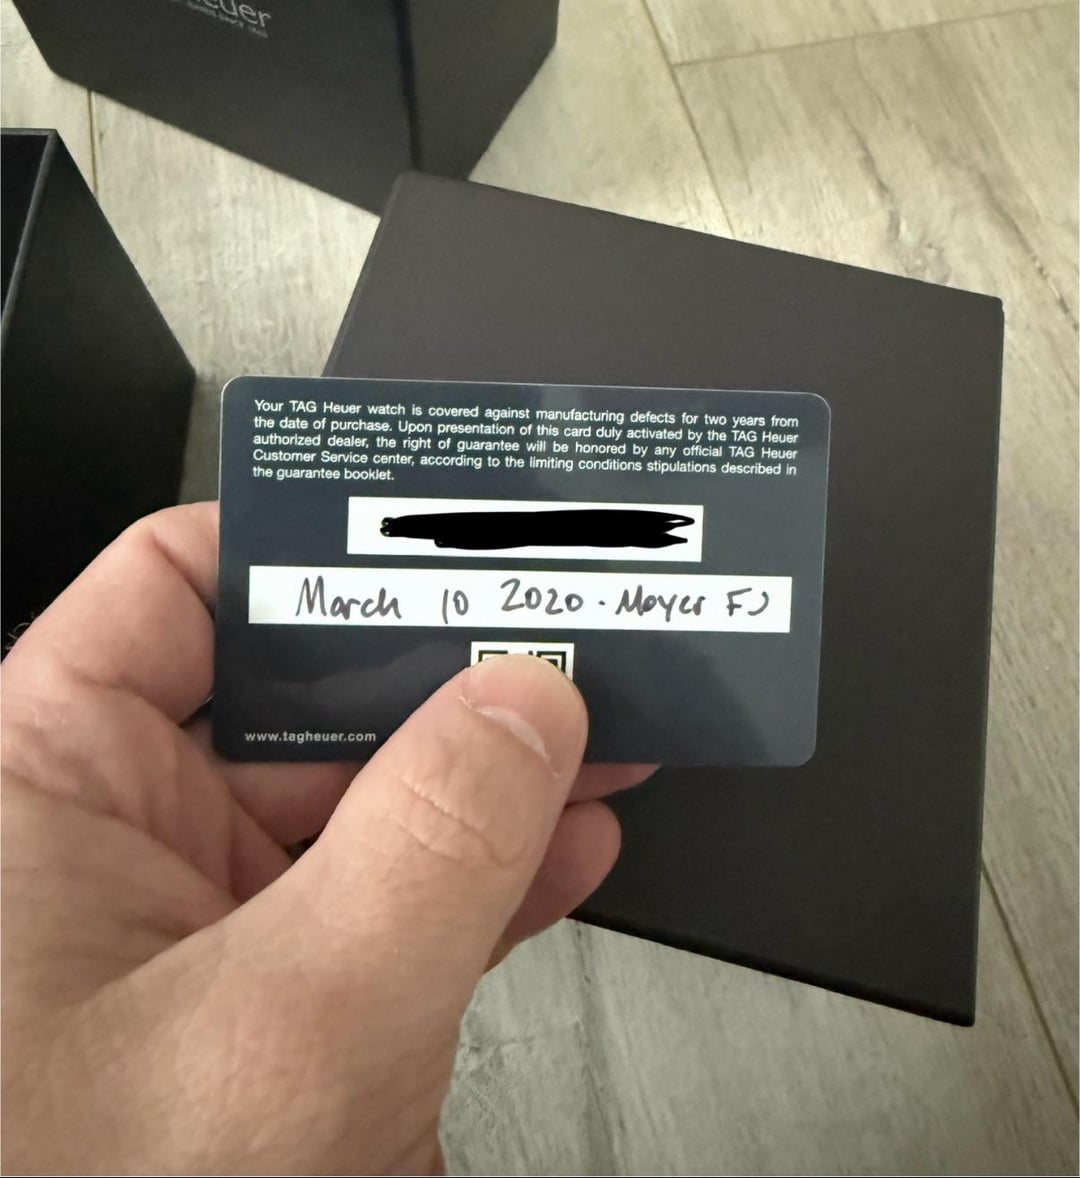 euer
Your TAG Heuer watch is covered against manufacturing defects for two years from
the date of purchase. Upon presentation of this card duly activated by the TAG Heuer
authorized dealer, the right of guarantee will be honored by any official TAG Heuer
Customer Service center, according to the limiting conditions stipulations described in
the guarantee booklet.
March 10 2020 · Meyer FJ
www.tagheuer.com